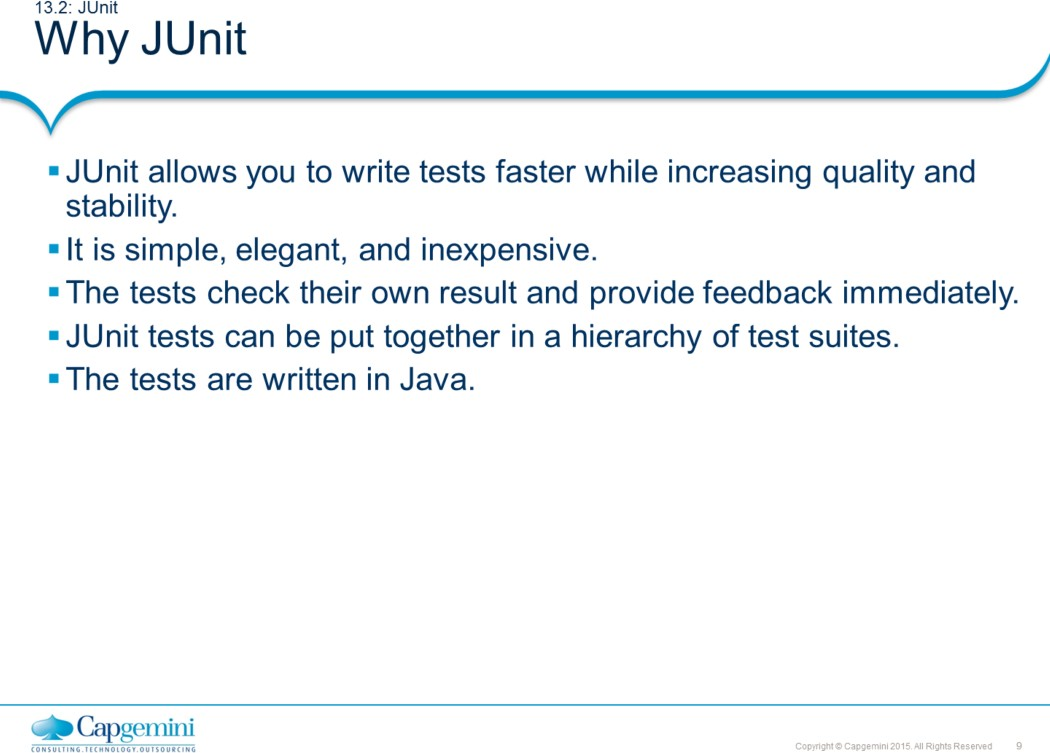 13.2: JUnit
Why JUnit
▪ JUnit allows you to write tests faster while increasing quality and
stability.
▪ It is simple, elegant, and inexpensive.
▪ The tests check their own result and provide feedback immediately.
▪ JUnit tests can be put together in a hierarchy of test suites.
▪ The tests are written in Java.
Capgemini
CONSULTING.TECHNOLOGY.OUTSOURCING
Copyright © Capgemini 2015. All Rights Reserved 9